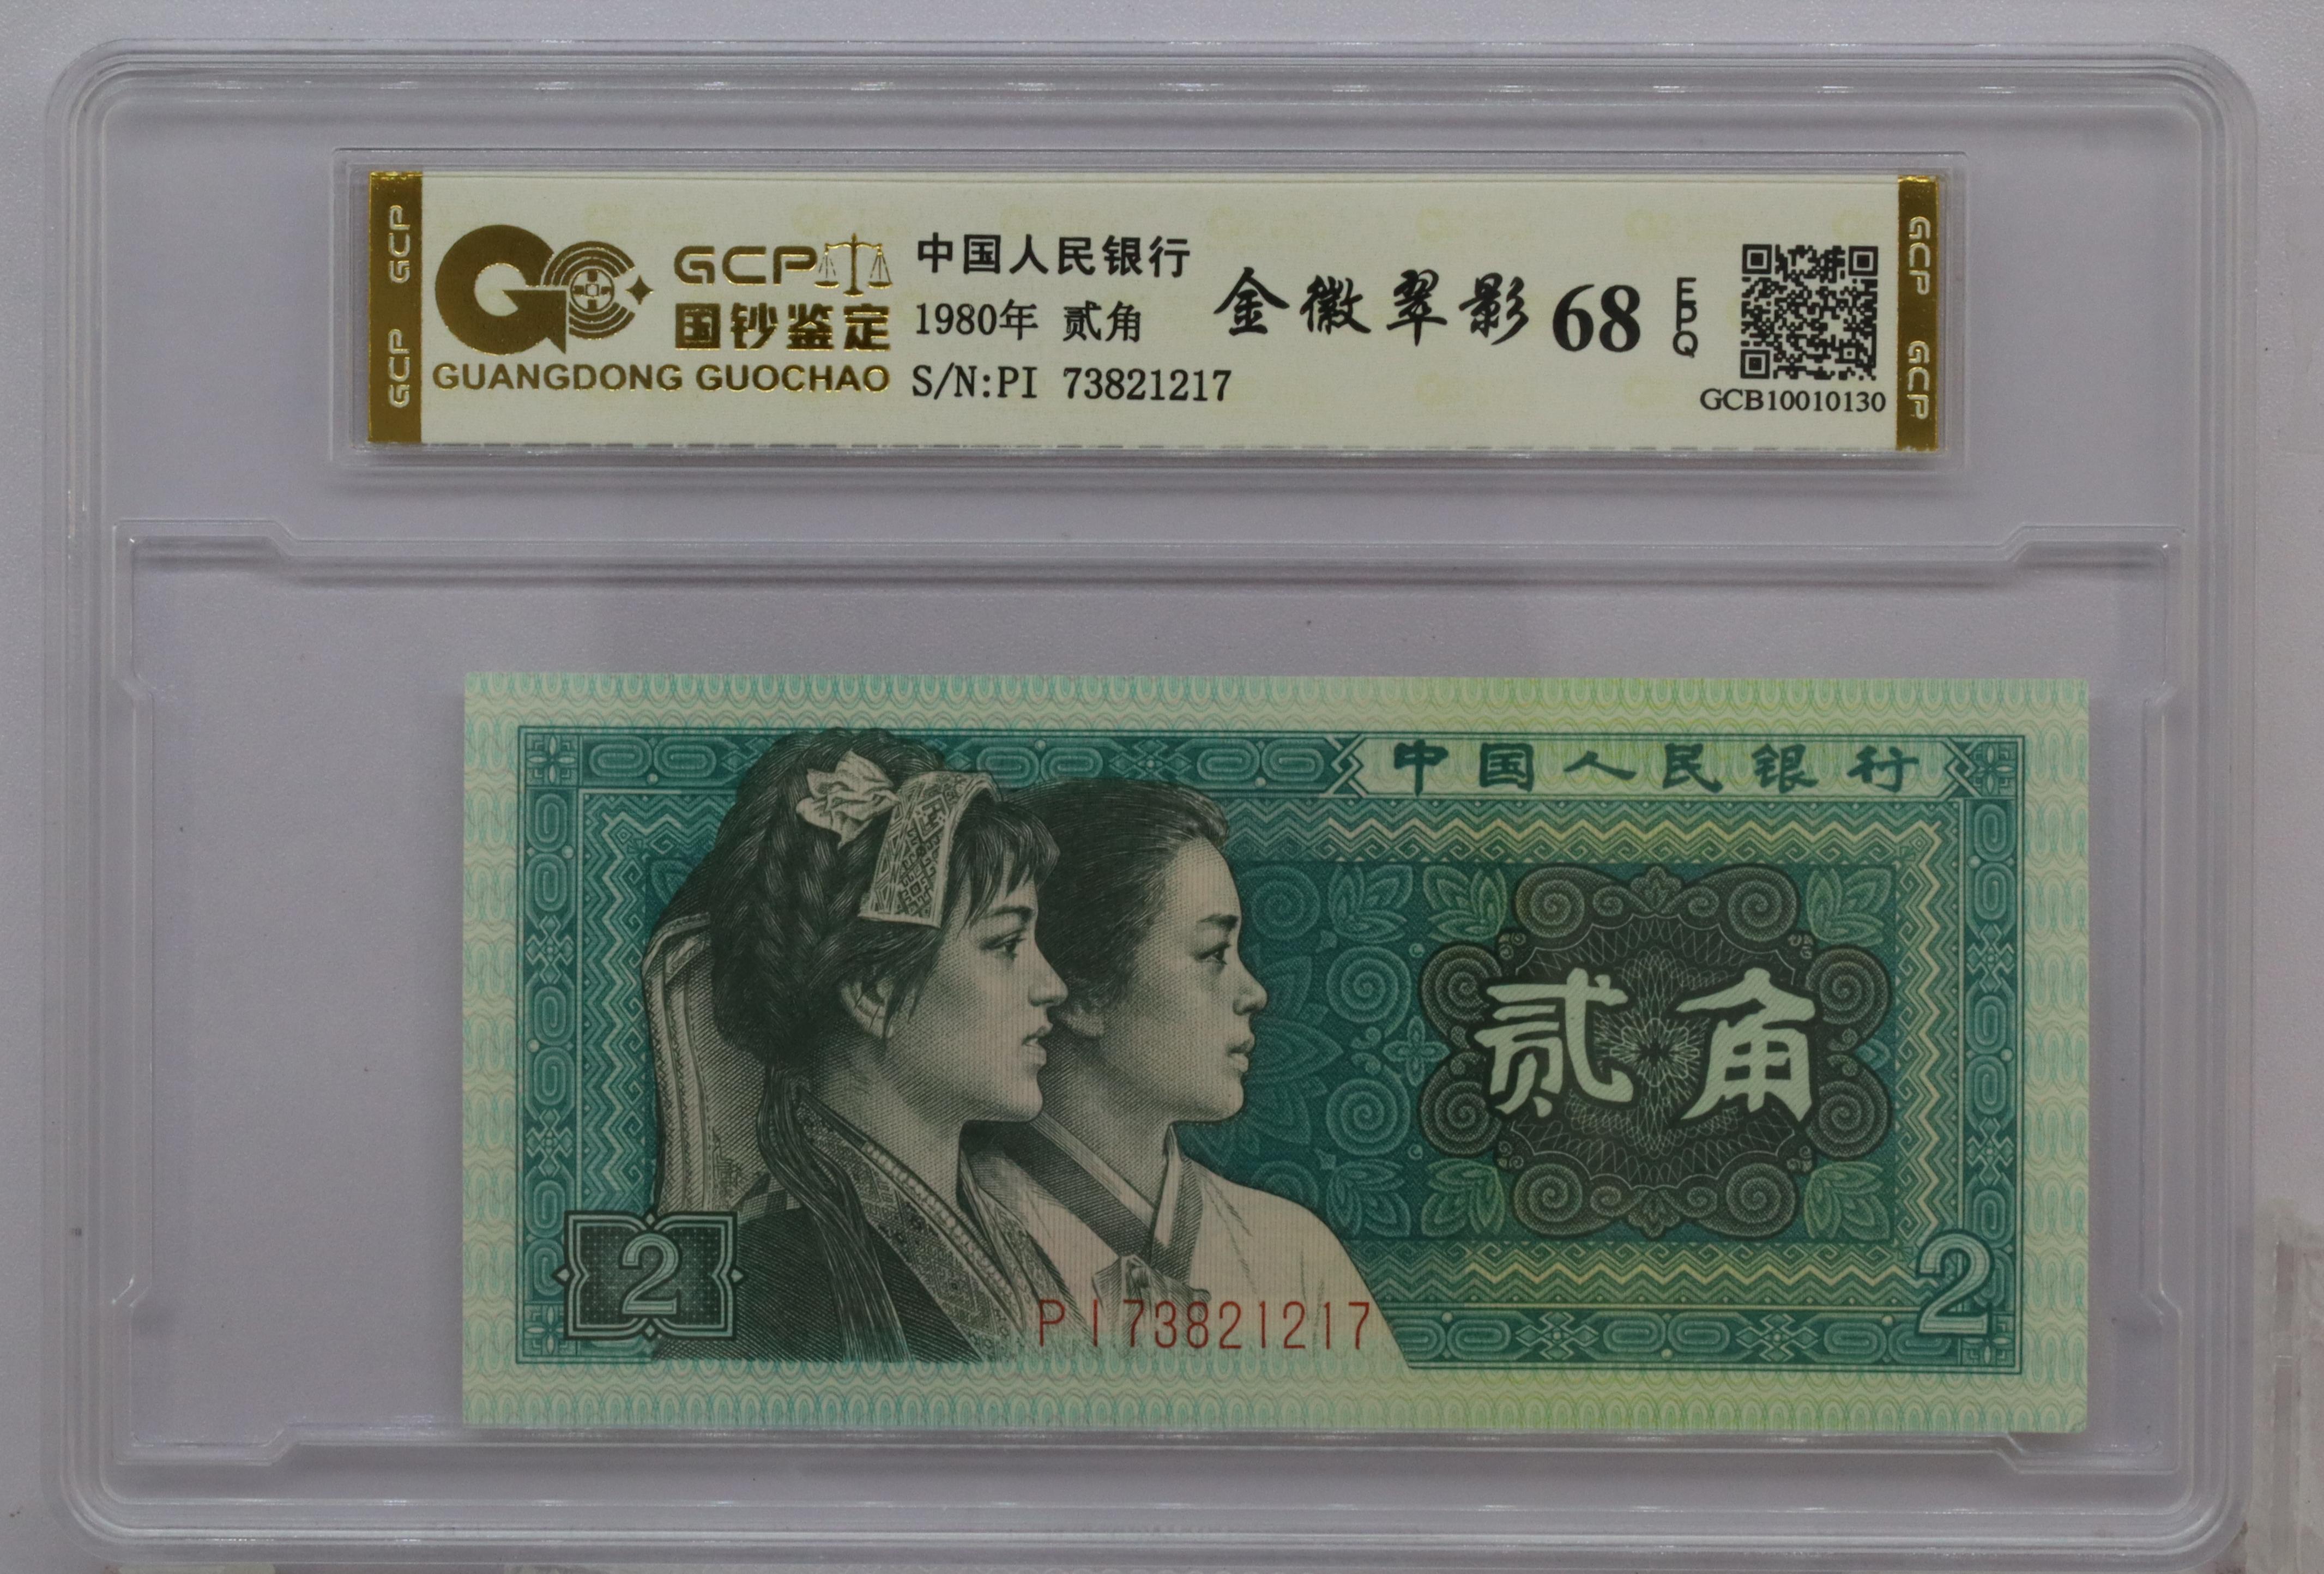 GCP GCP
GCP
国钞鉴定
GUANGDONG GUOCHAO
中国人民银行
1980年 贰角
S/N:PI 73821217
金徽翠影 68 EPQ
GCB10010130
GCP GCP
中国人民银行
贰角
2
2
PI73821217